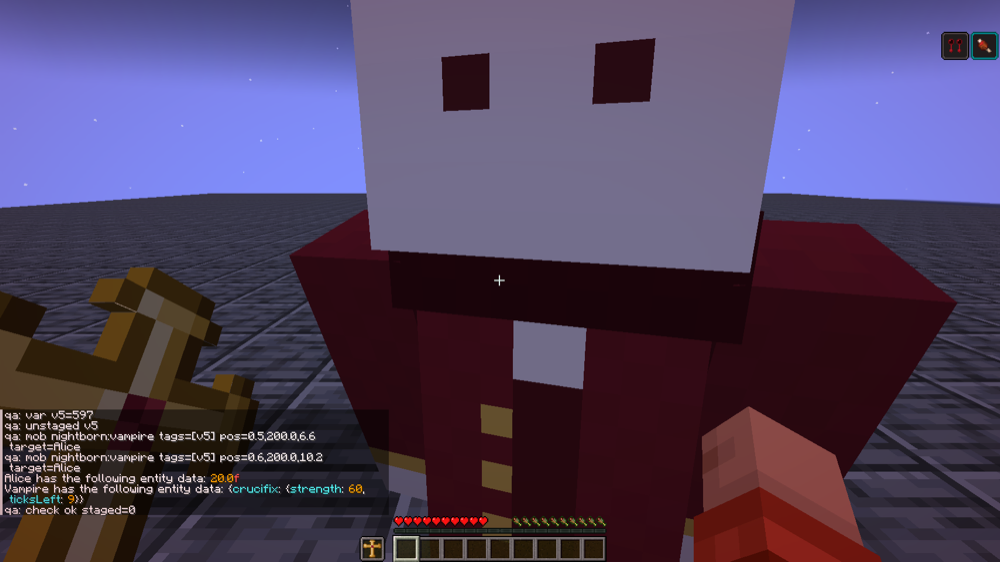 qa: var v5=597
qa: unstaged v5
qa: mob nightborn:vampire tags=[v5] pos=0.5,200.0,6.6
target=Alice
qa: mob nightborn:vampire tags=[v5] pos=0.6,200.0,10.2
target=Alice
Alice has the following entity data: 20.0f
Vampire has the following entity data: {crucifix: {strength: 60,
ticksLeft: 9}}
qa: check ok staged=0